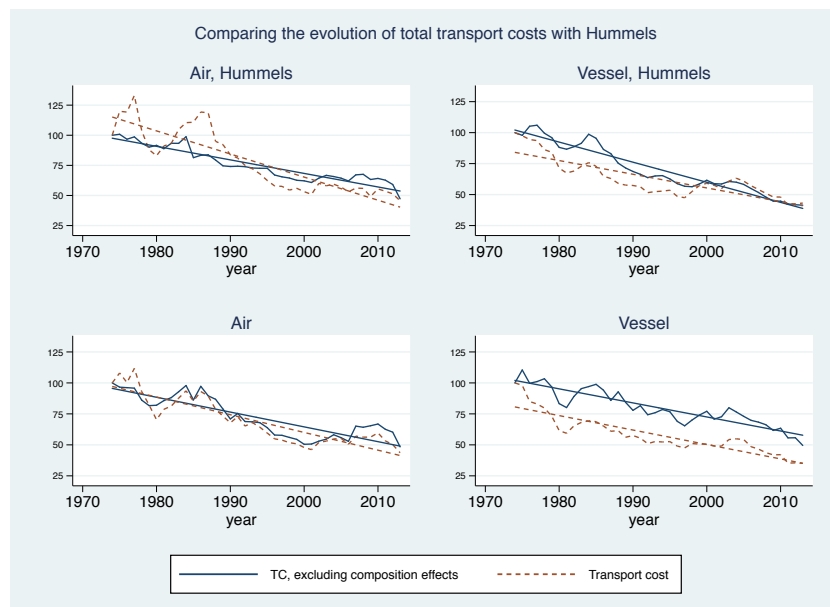 Comparing the evolution of total transport costs with Hummels
Air, Hummels
125
100
75
50
25
1970 1980 1990 2000 2010
year
Vessel, Hummels
125
100
75
50
25
1970 1980 1990 2000 2010
year
Air
125
100
75
50
25
1970 1980 1990 2000 2010
year
Vessel
125
100
75
50
25
1970 1980 1990 2000 2010
year
TC, excluding composition effects Transport cost